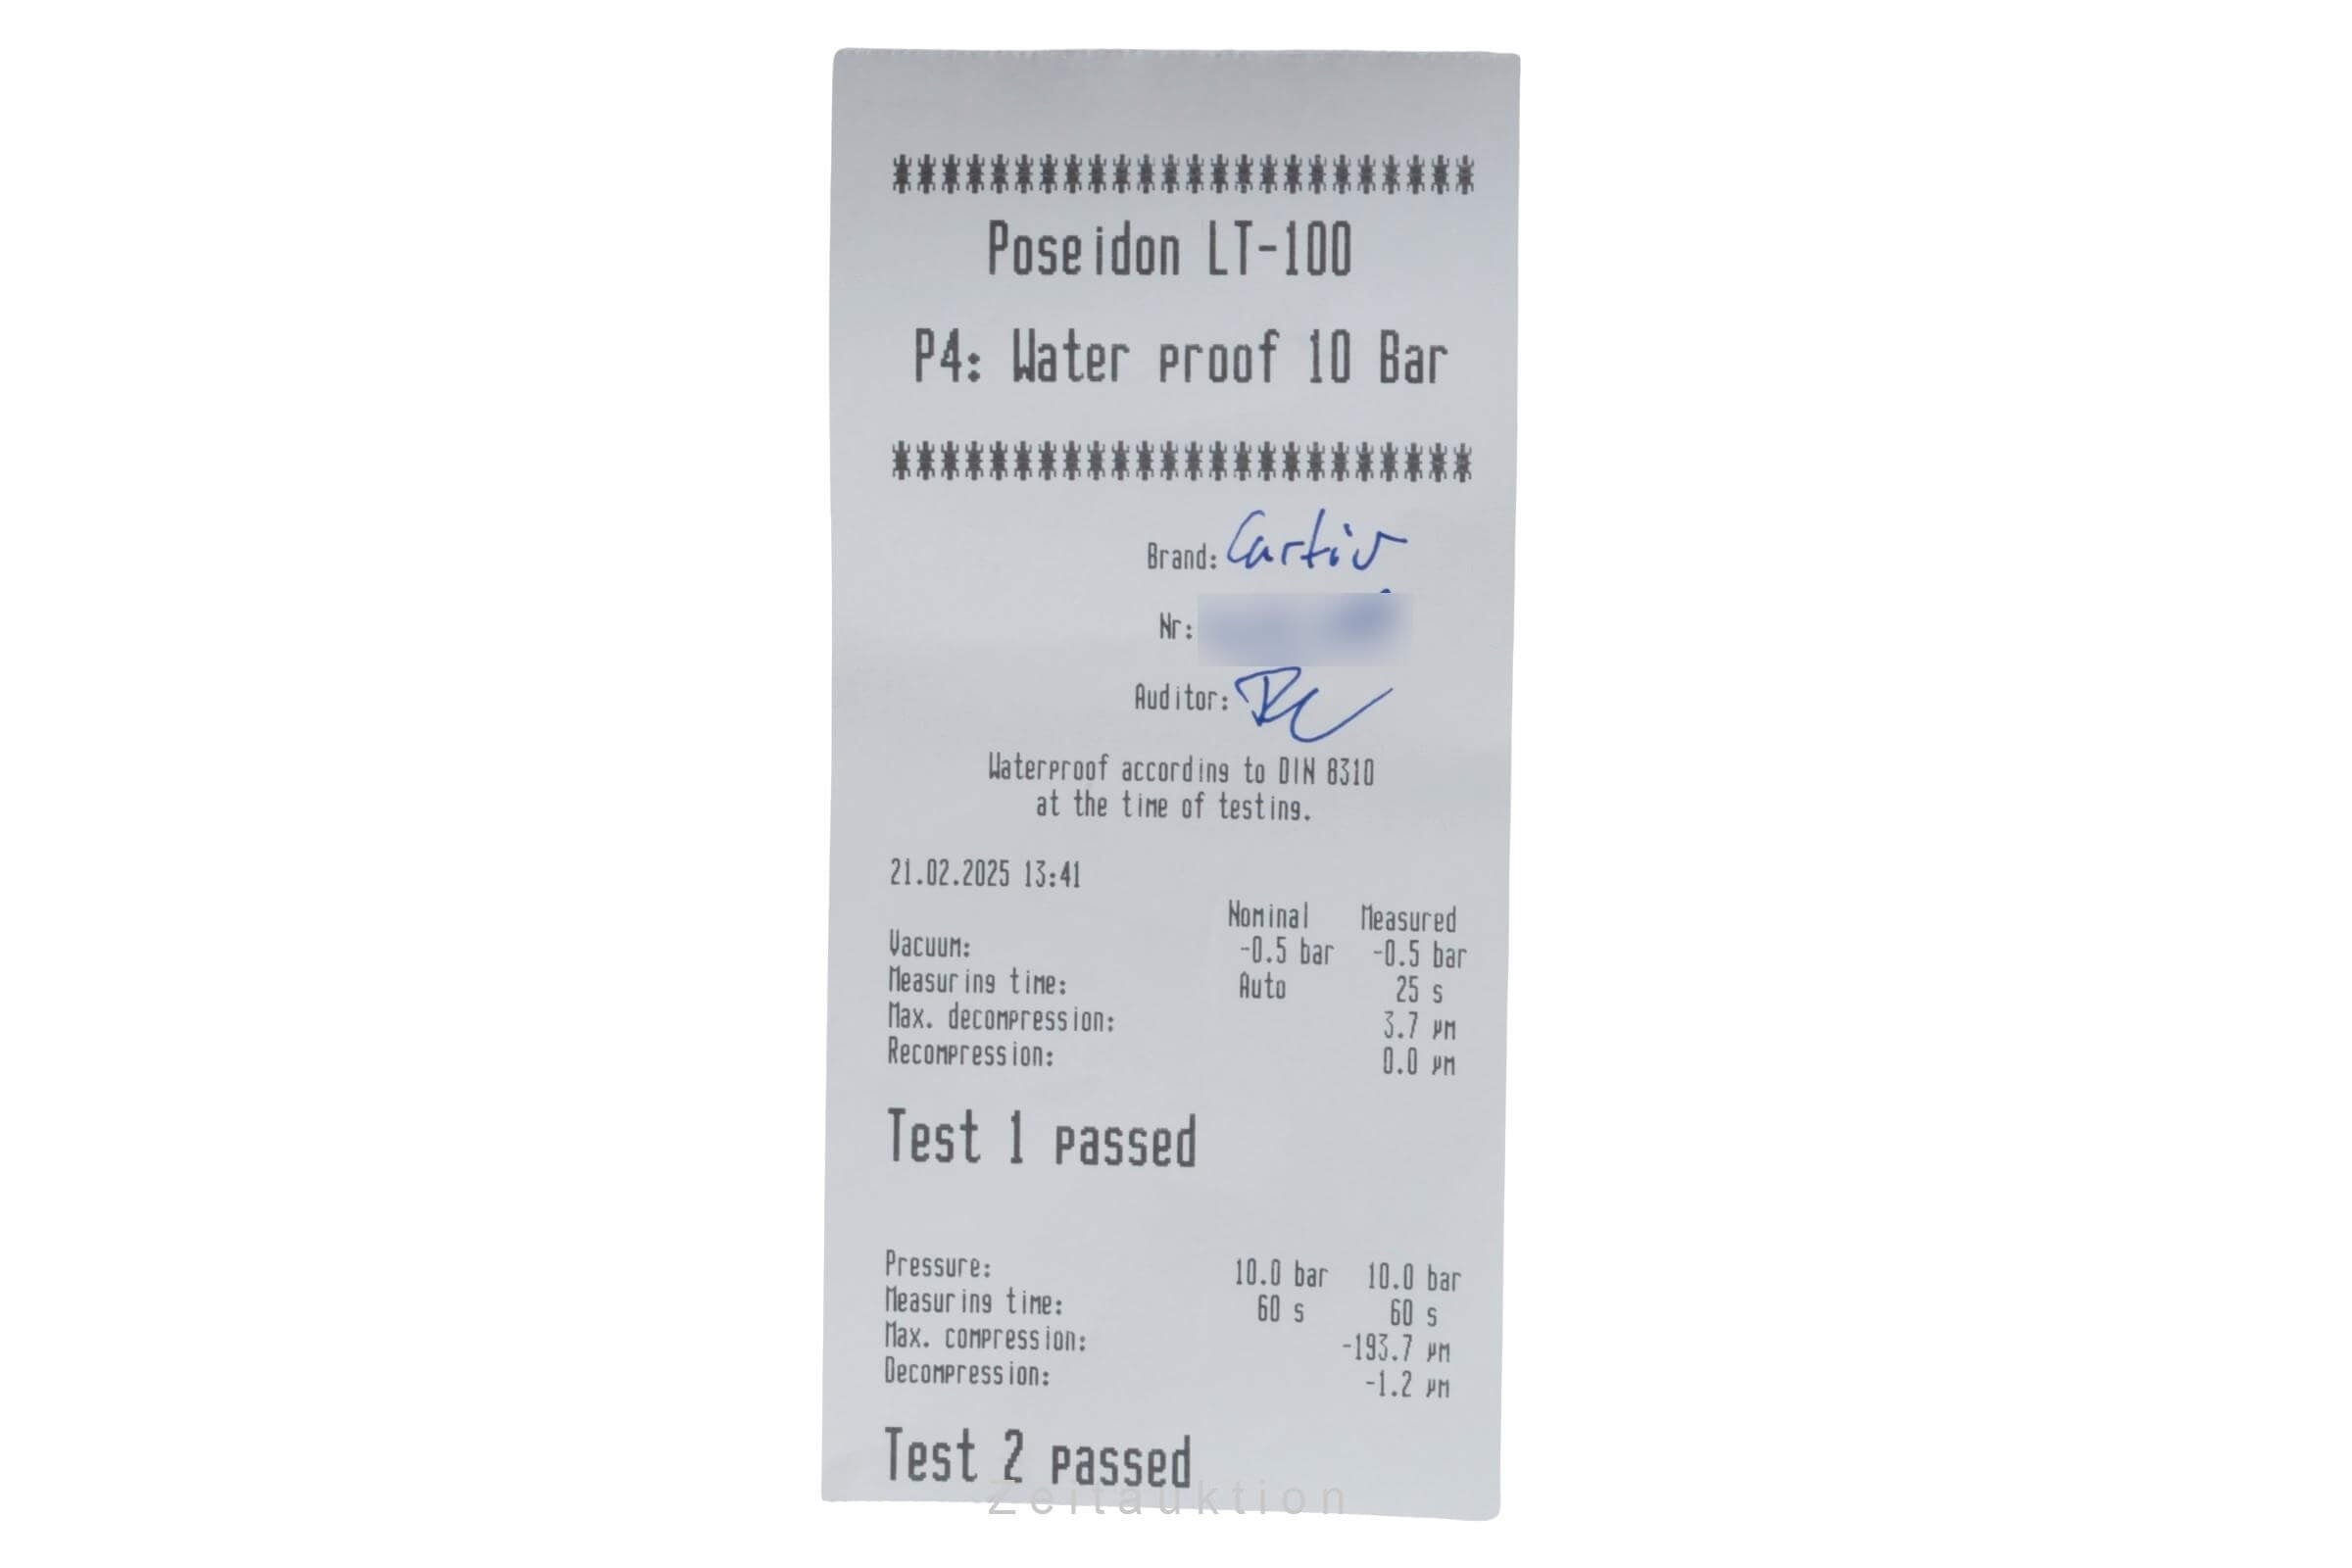 ************************
Poseidon LT-100
P4: Water proof 10 Bar
************************
Brand: Cartier
Nr:
Auditor:
Waterproof according to DIN 8310
at the time of testing.
21.02.2025 13:41
Nominal Measured
Vacuum: -0.5 bar -0.5 bar
Measuring time: Auto 25 s
Max. decompression: 3.7 µm
Recompression: 0.0 µm
Test 1 passed
Pressure: 10.0 bar 10.0 bar
Measuring time: 60 s 60 s
Max. compression: -193.7 µm
Decompression: -1.2 µm
Test 2 passed
Zeitauktion